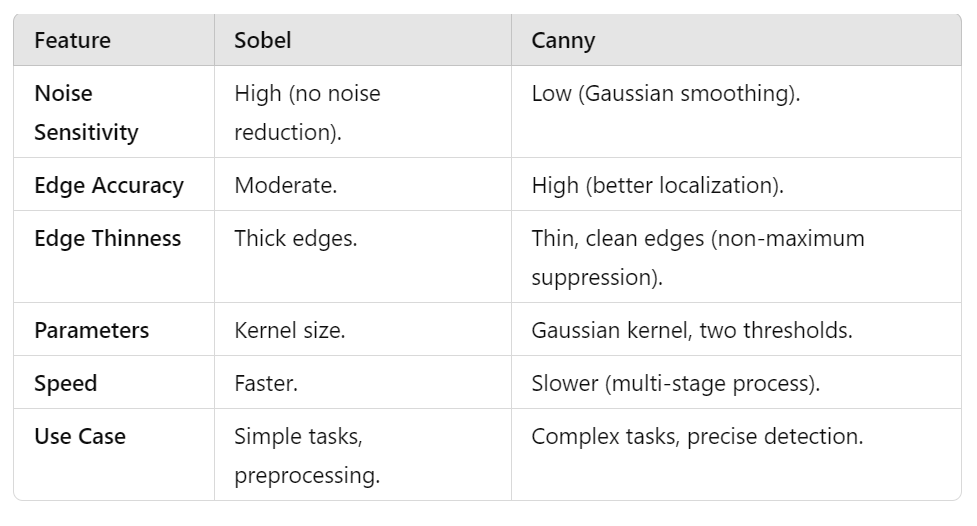 Feature Sobel Canny
Noise High (no noise Low (Gaussian smoothing).
Sensitivity reduction).
Edge Accuracy Moderate. High (better localization).
Edge Thinness Thick edges. Thin, clean edges (non-maximum
suppression).
Parameters Kernel size. Gaussian kernel, two thresholds.
Speed Faster. Slower (multi-stage process).
Use Case Simple tasks, Complex tasks, precise detection.
preprocessing.